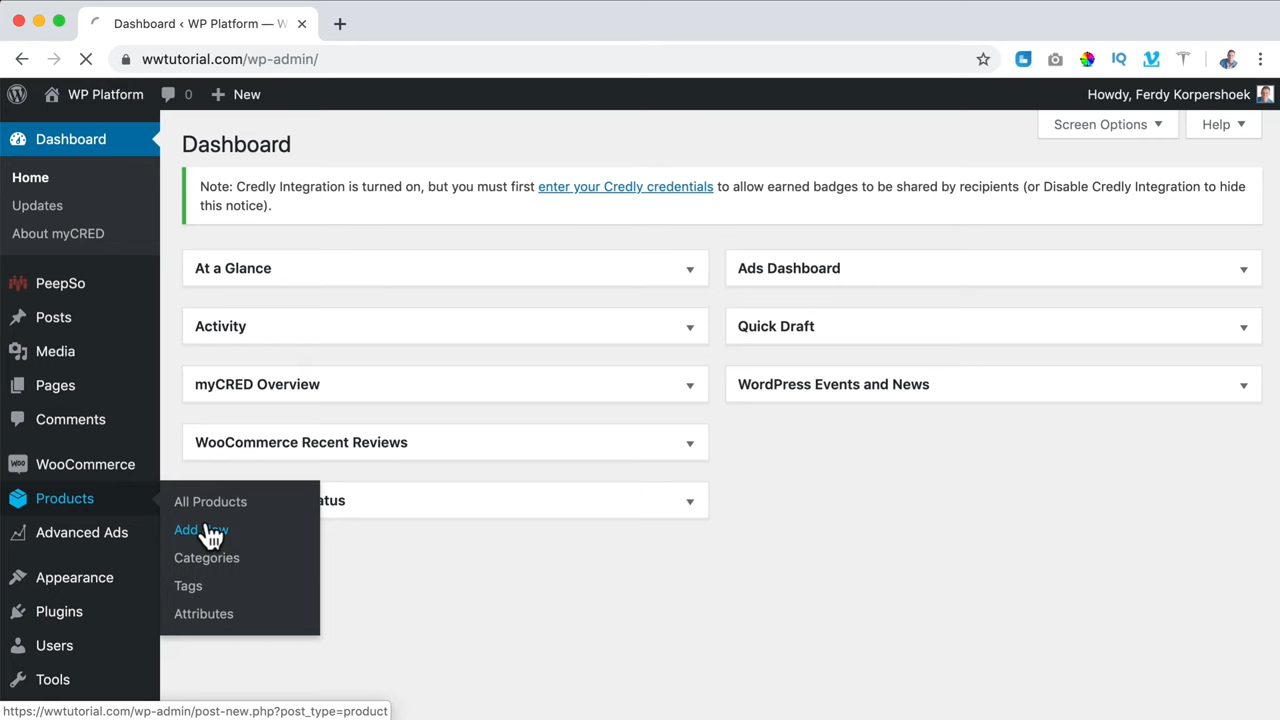 Dashboard ‹ WP Platform — W
wwtutorial.com/wp-admin/
WP Platform
0
New
Howdy, Ferdy Korpershoek
Dashboard
Home
Updates
About myCRED
PeepSo
Posts
Media
Pages
Comments
WOO WooCommerce
Products
Advanced Ads
Appearance
Plugins
Users
Tools
All Products
Add New
Categories
Tags
Attributes
Screen Options
Help
Dashboard
Note: Credly Integration is turned on, but you must first enter your Credly credentials to allow earned badges to be shared by recipients (or Disable Credly Integration to hide
this notice).
At a Glance
Activity
myCRED Overview
WooCommerce Recent Reviews
atus
Ads Dashboard
Quick Draft
WordPress Events and News
IQ
https://wwtutorial.com/wp-admin/post-new.php?post_type=product